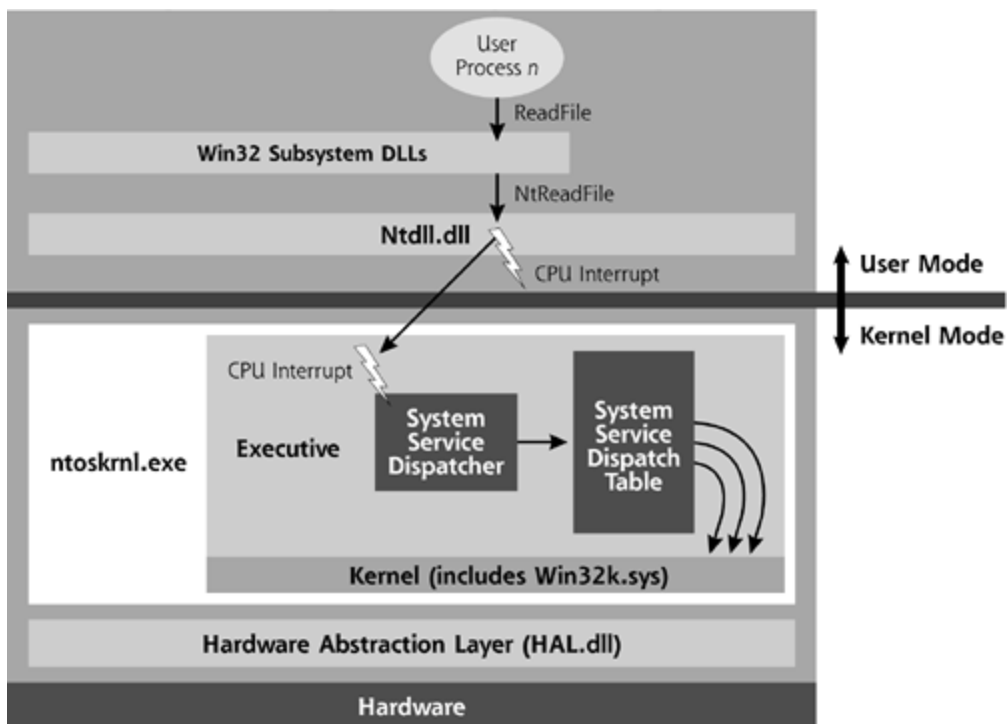 User
Process n
ReadFile
Win32 Subsystem DLLs
NtReadFile
Ntdll.dll
CPU Interrupt
User Mode
Kernel Mode
CPU Interrupt
ntoskrnl.exe
Executive
System
Service
Dispatcher
System
Service
Dispatch
Table
Kernel (includes Win32k.sys)
Hardware Abstraction Layer (HAL.dll)
Hardware